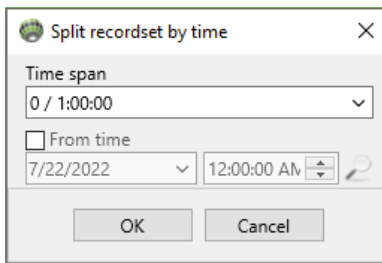 Split recordset by time
Time span
0 / 1:00:00
From time
7/22/2022 12:00:00 AM
OK Cancel